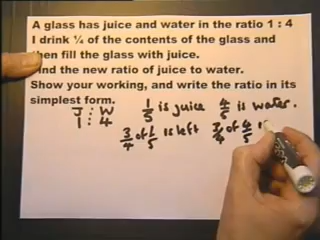 A glass has juice and water in the ratio 1 : 4
I drink ¼ of the contents of the glass and
then fill the glass with juice.
Find the new ratio of juice to water.
Show your working, and write the ratio in its
simplest form.
J : W 1/5 is juice 4/5 is water.
1 : 4
3/4 of 1/5 is left 3/4 of 4/5 i